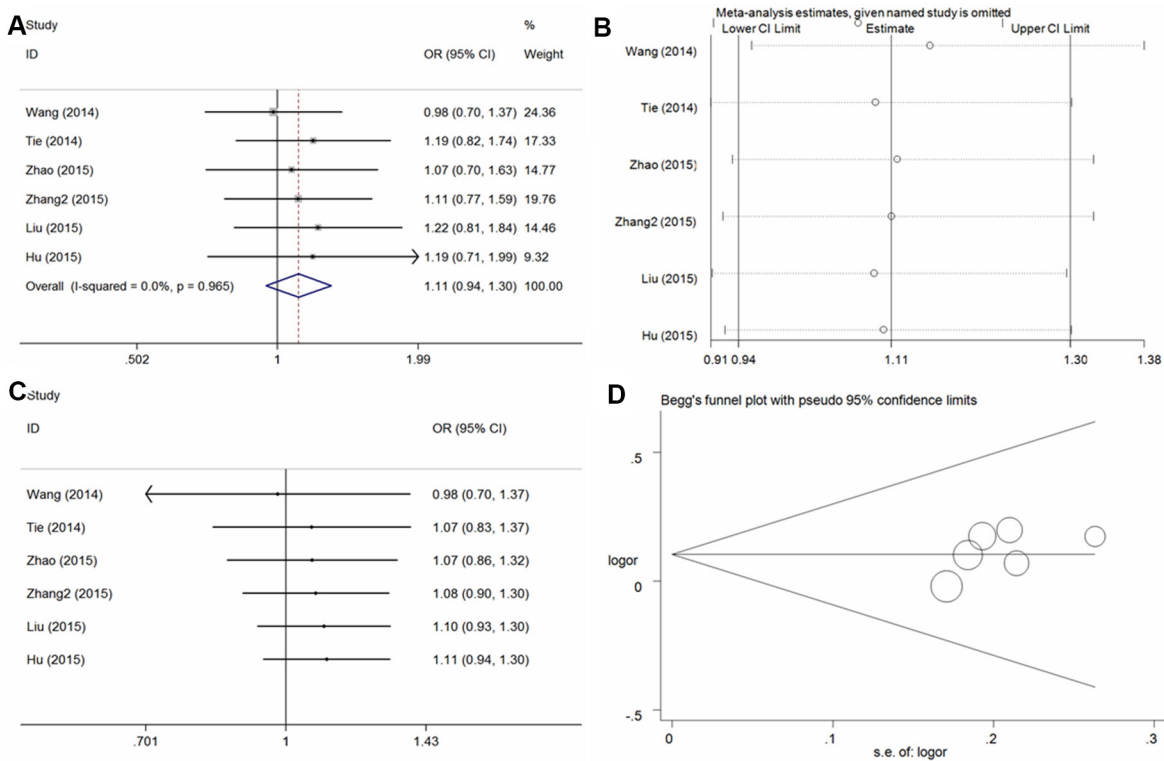 A
Study %
ID OR (95% CI) Weight
Wang (2014) 0.98 (0.70, 1.37) 24.36
Tie (2014) 1.19 (0.82, 1.74) 17.33
Zhao (2015) 1.07 (0.70, 1.63) 14.77
Zhang2 (2015) 1.11 (0.77, 1.59) 19.76
Liu (2015) 1.22 (0.81, 1.84) 14.46
Hu (2015) 1.19 (0.71, 1.99) 9.32
Overall (I-squared = 0.0%, p = 0.965) 1.11 (0.94, 1.30) 100.00
.502 1 1.99
B
Meta-analysis estimates, given named study is omitted
Lower CI Limit Estimate Upper CI Limit
Wang (2014)
Tie (2014)
Zhao (2015)
Zhang2 (2015)
Liu (2015)
Hu (2015)
0.91 0.94 1.11 1.30 1.38
C
Study
ID OR (95% CI)
Wang (2014) 0.98 (0.70, 1.37)
Tie (2014) 1.07 (0.83, 1.37)
Zhao (2015) 1.07 (0.86, 1.32)
Zhang2 (2015) 1.08 (0.90, 1.30)
Liu (2015) 1.10 (0.93, 1.30)
Hu (2015) 1.11 (0.94, 1.30)
.701 1 1.43
D
Begg's funnel plot with pseudo 95% confidence limits
.5
logor
0
-.5
0 .1 .2 .3
s.e. of: logor